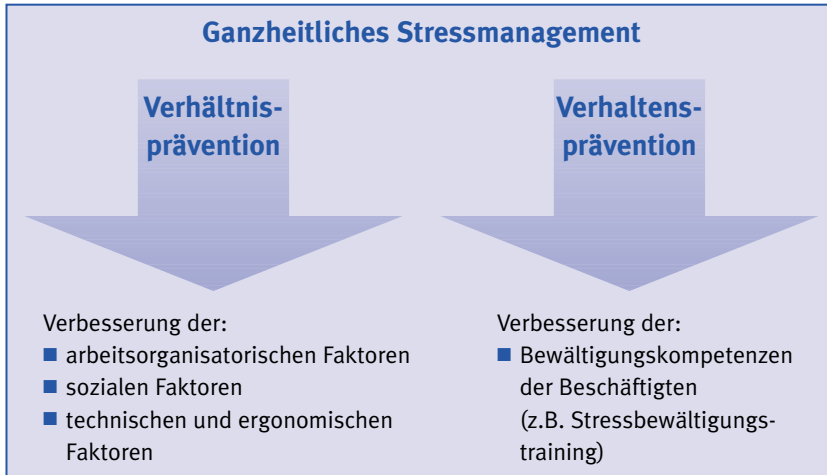 Ganzheitliches Stressmanagement
Verhältnis-
prävention
Verbesserung der:
■ arbeitsorganisatorischen Faktoren
■ sozialen Faktoren
■ technischen und ergonomischen
Faktoren
Verhaltens-
prävention
Verbesserung der:
■ Bewältigungskompetenzen
der Beschäftigten
(z.B. Stressbewältigungs-
training)